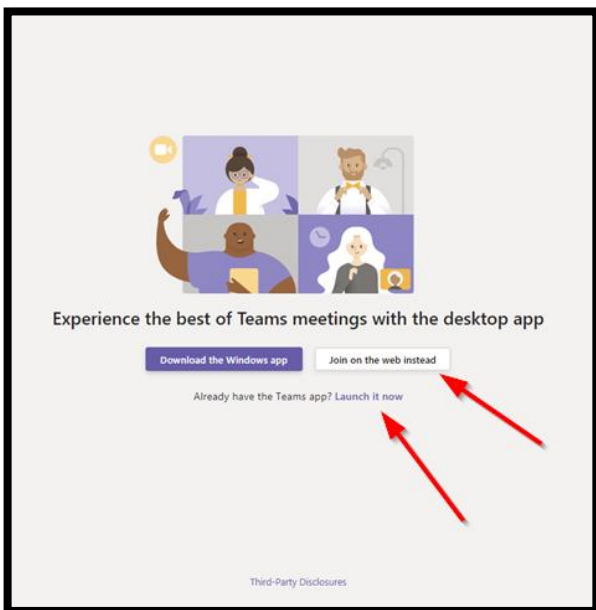 Experience the best of Teams meetings with the desktop app
Download the Windows app
Join on the web instead
Already have the Teams app? Launch it now
Third-Party Disclosures